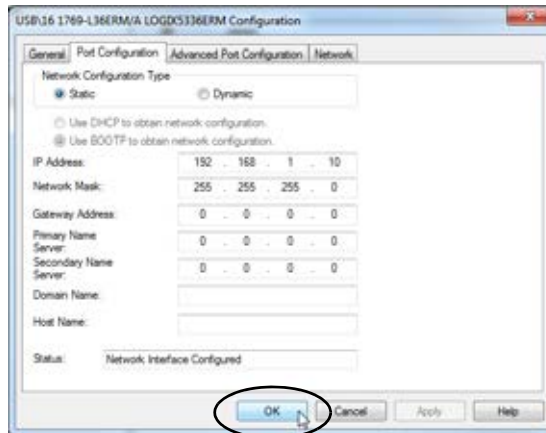 USB\16 1769-L36ERM/A LOGIX5336ERM Configuration
General Port Configuration Advanced Port Configuration Network
Network Configuration Type
Static Dynamic
Use DHCP to obtain network configuration.
Use BOOTP to obtain network configuration.
IP Address: 192 . 168 . 1 . 10
Network Mask: 255 . 255 . 255 . 0
Gateway Address: 0 . 0 . 0 . 0
Primary Name Server: 0 . 0 . 0 . 0
Secondary Name Server: 0 . 0 . 0 . 0
Domain Name:
Host Name:
Status: Network Interface Configured
OK Cancel Apply Help